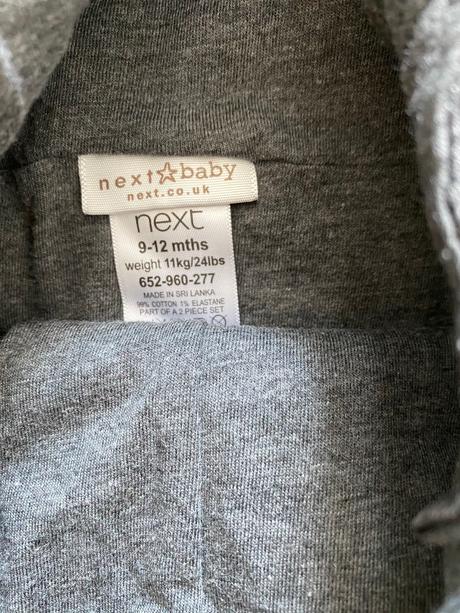 next☆baby
next.co.uk
next
9-12 mths
weight 11kg/24lbs
652-960-277
MADE IN SRI LANKA
99% COTTON 1% ELASTANE
PART OF A 2 PIECE SET